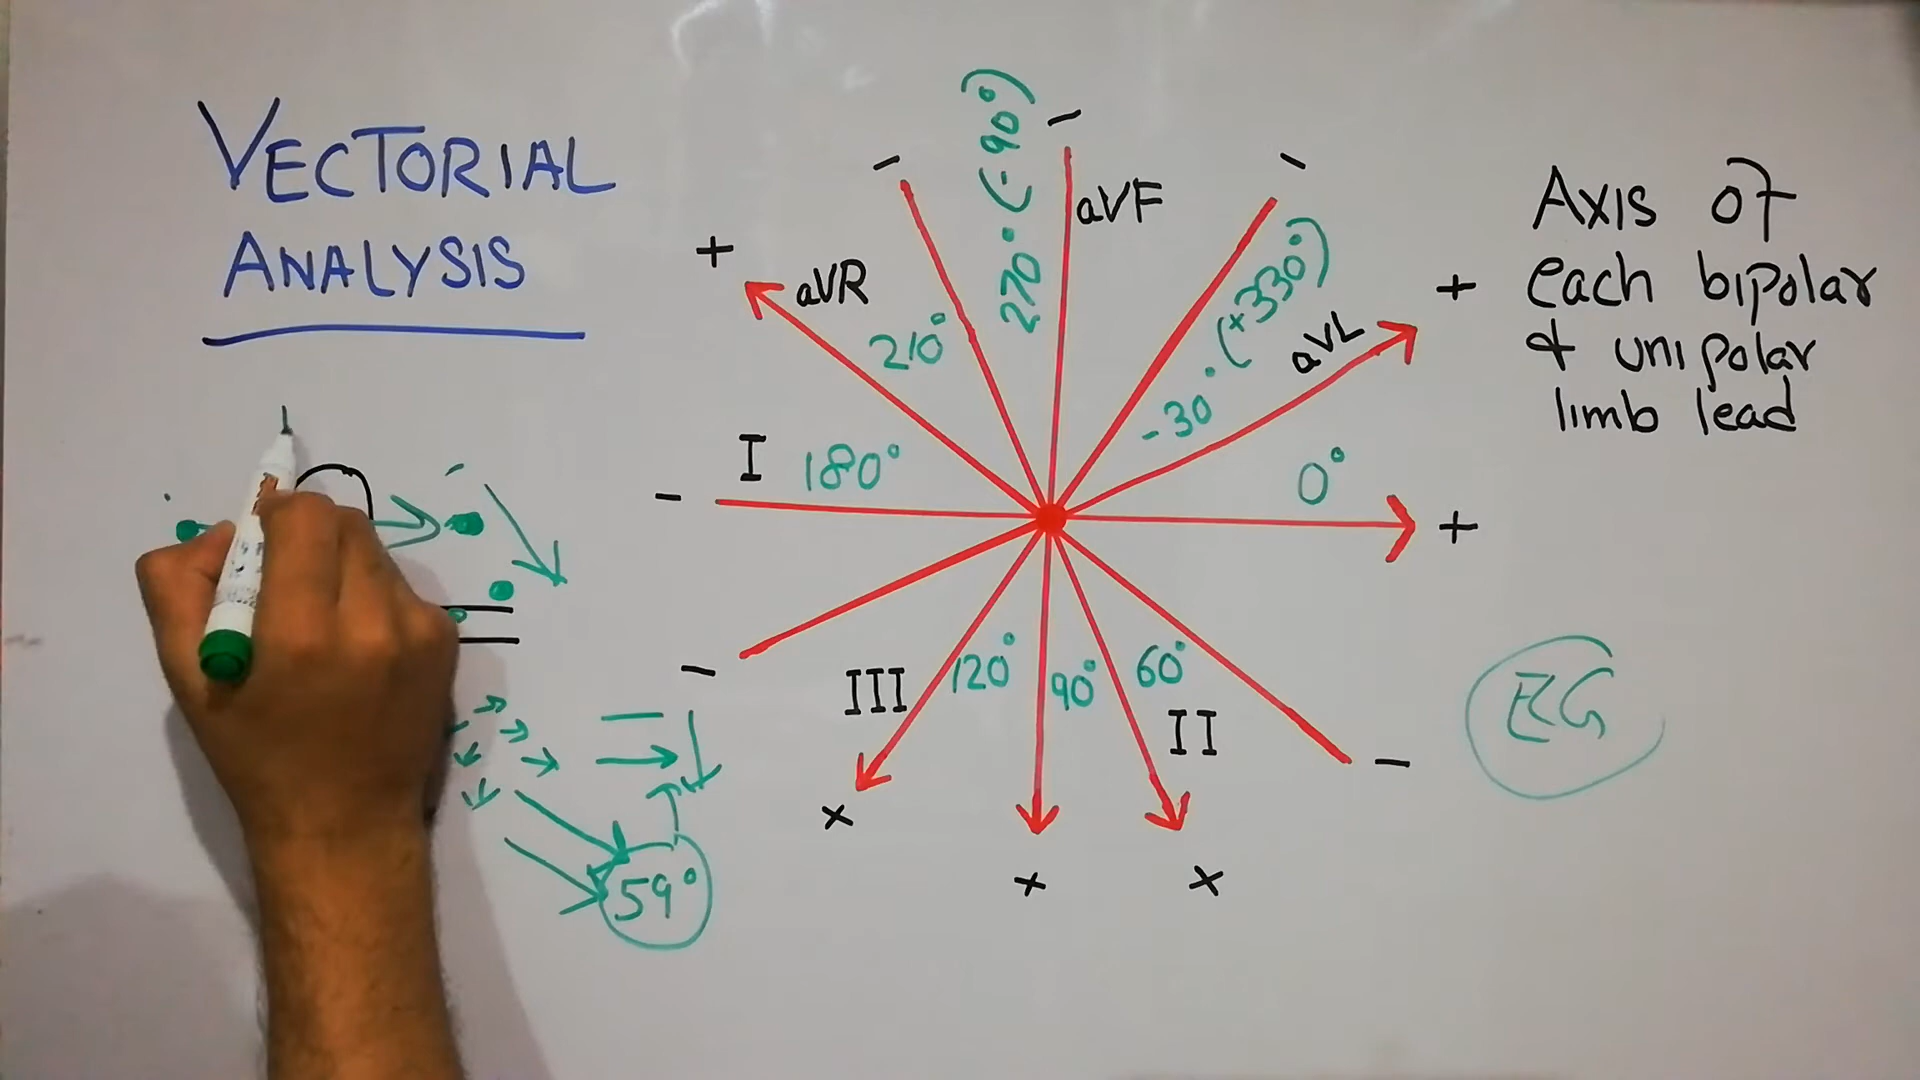 VECTORIAL
ANALYSIS
Axis of
each bipolar
& unipolar
limb lead
270° (-90°)
aVF
aVR
210°
-30° (+330°)
aVL
I
180°
0°
III
120°
90°
60°
II
59°
ECG
-
-
-
+
+
-
+
-
-
+
+
+